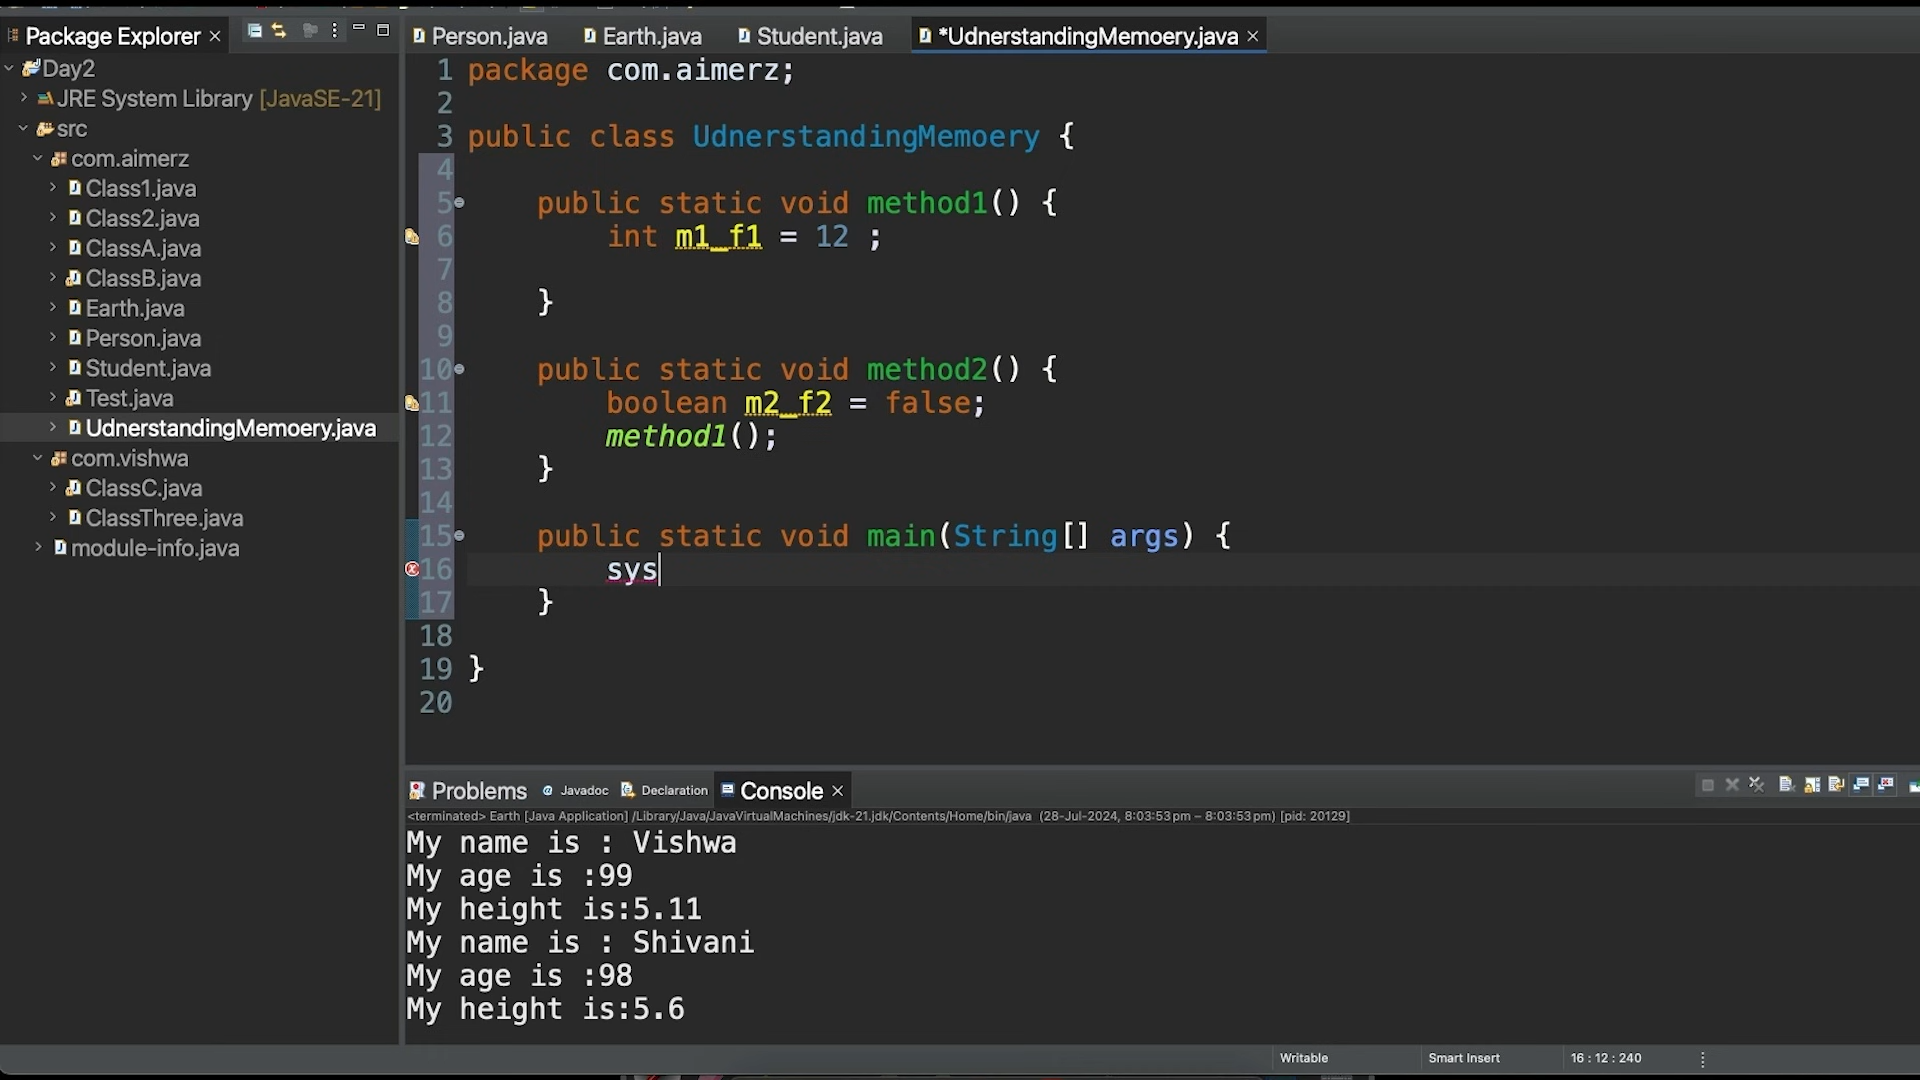 Package Explorer
Day2
JRE System Library [JavaSE-21]
src
com.aimerz
Class1.java
Class2.java
ClassA.java
ClassB.java
Earth.java
Person.java
Student.java
Test.java
UdnerstandingMemoery.java
com.vishwa
ClassC.java
ClassThree.java
module-info.java
Person.java Earth.java Student.java *UdnerstandingMemoery.java
1 package com.aimerz;
2
3 public class UdnerstandingMemoery {
4
5 public static void method1() {
6 int m1_f1 = 12 ;
7
8 }
9
10 public static void method2() {
11 boolean m2_f2 = false;
12 method1();
13 }
14
15 public static void main(String[] args) {
16 sys
17 }
18
19 }
20
Problems @ Javadoc Declaration Console
<terminated> Earth [Java Application] /Library/Java/JavaVirtualMachines/jdk-21.jdk/Contents/Home/bin/java (28-Jul-2024, 8:03:53 pm – 8:03:53 pm) [pid: 20129]
My name is : Vishwa
My age is :99
My height is:5.11
My name is : Shivani
My age is :98
My height is:5.6
Writable Smart Insert 16 : 12 : 240